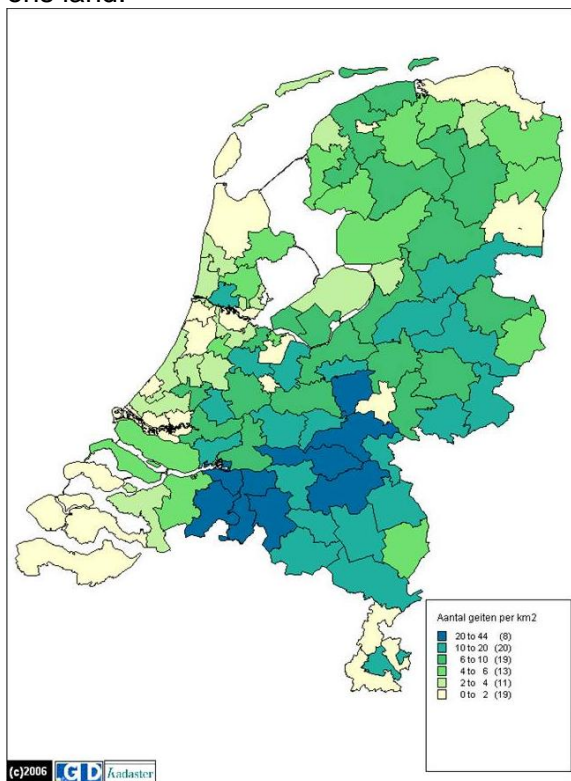 ons land.
Aantal geiten per km2
20 to 44 (8)
10 to 20 (20)
6 to 10 (19)
4 to 6 (13)
2 to 4 (11)
0 to 2 (19)
(c)2006 GD Kadaster